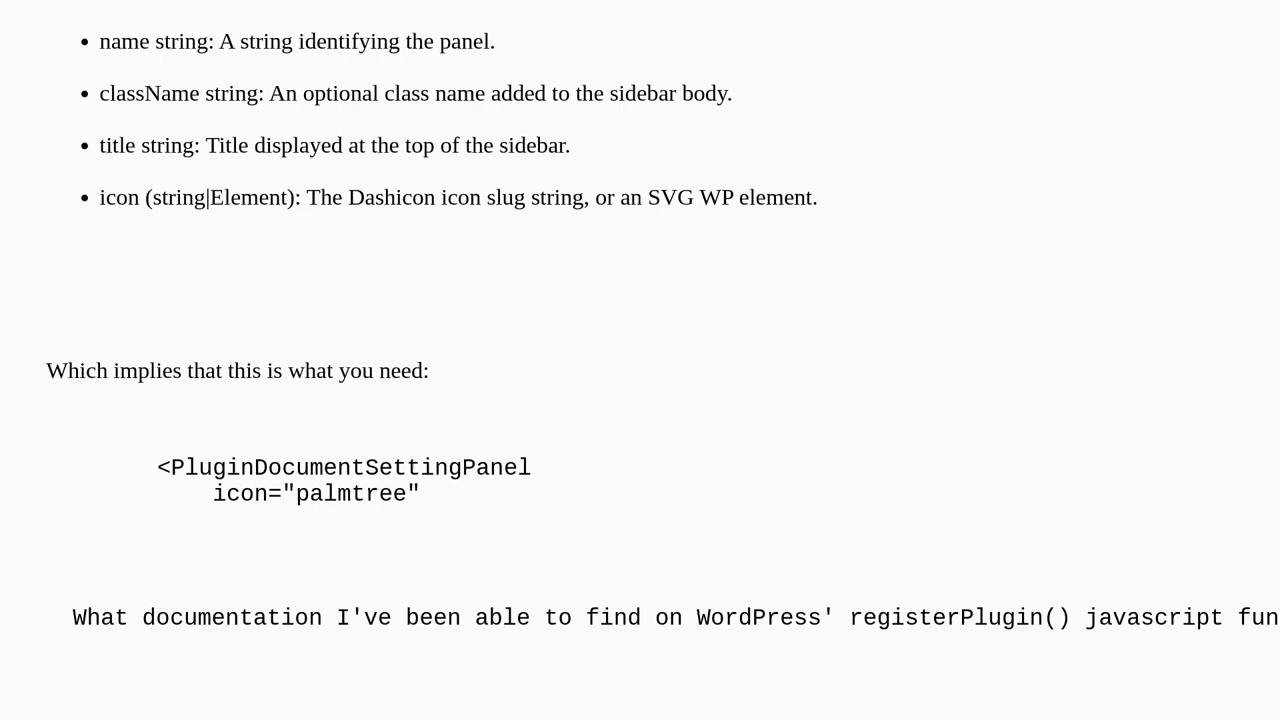 • name string: A string identifying the panel.
• className string: An optional class name added to the sidebar body.
• title string: Title displayed at the top of the sidebar.
• icon (string|Element): The Dashicon icon slug string, or an SVG WP element.
Which implies that this is what you need:
<PluginDocumentSettingPanel
icon="palmtree"
What documentation I've been able to find on WordPress' registerPlugin() javascript fun